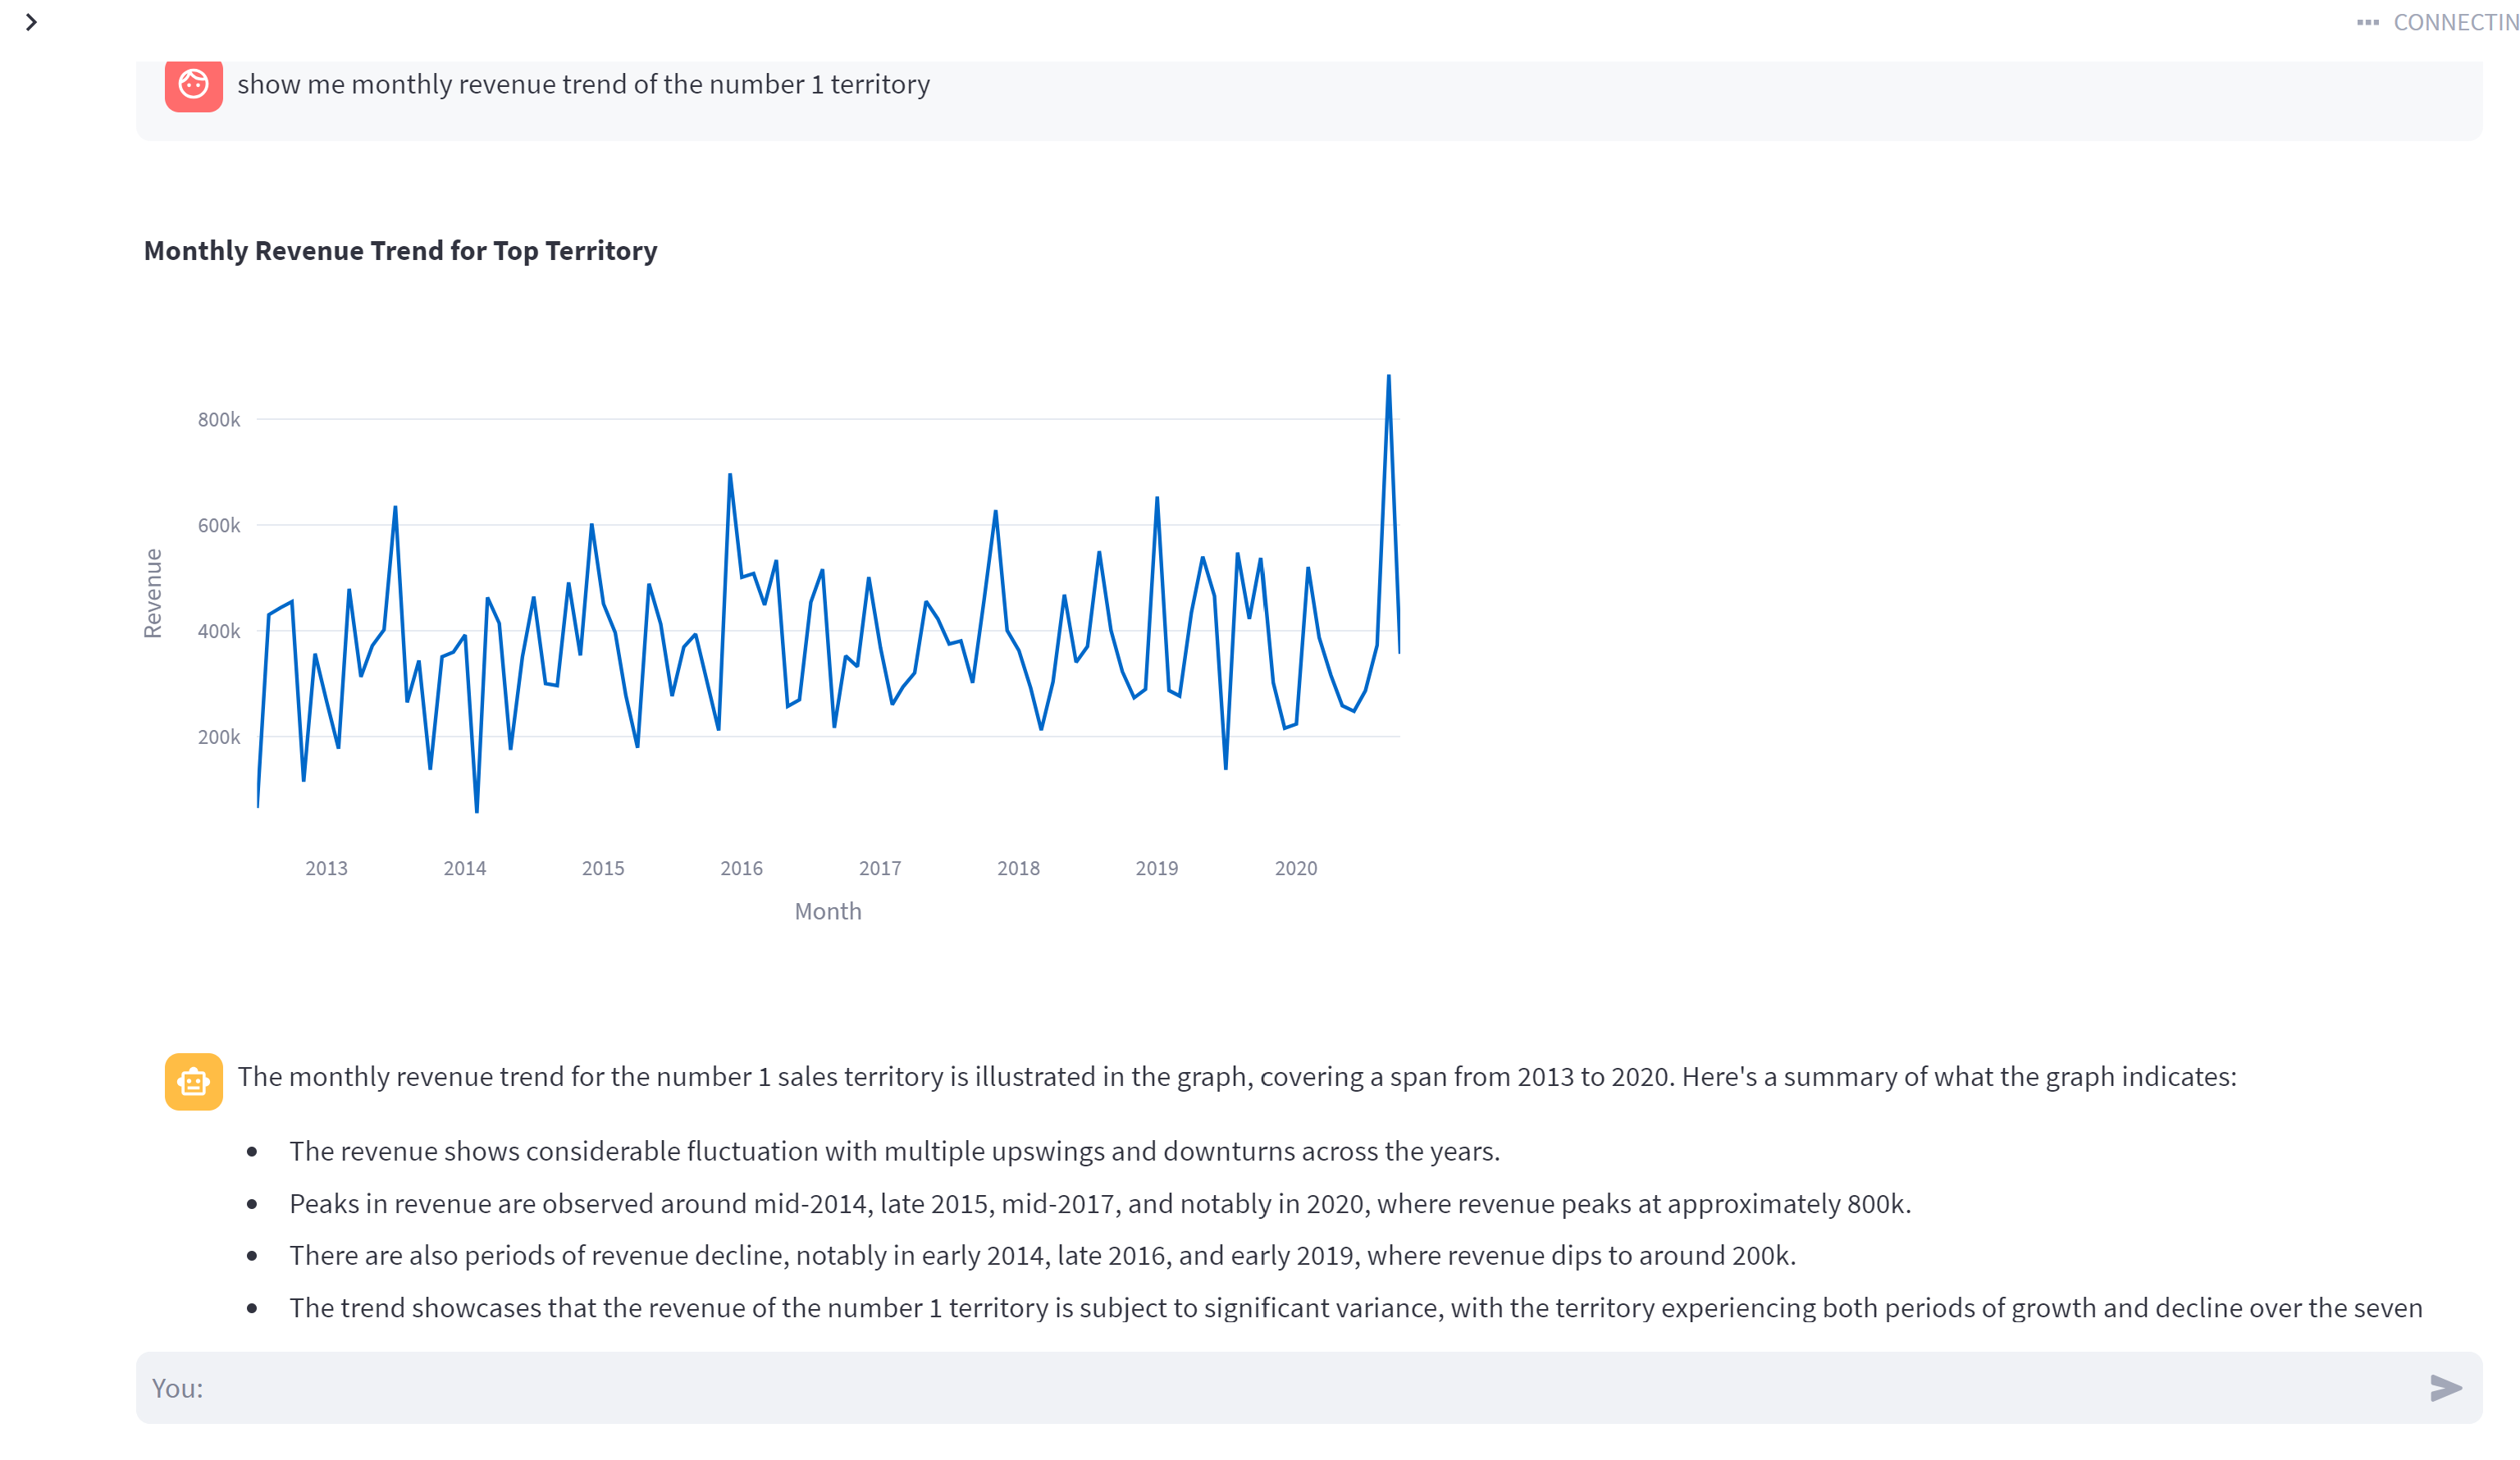 CONNECTIN
show me monthly revenue trend of the number 1 territory
Monthly Revenue Trend for Top Territory
800k
600k
400k
200k
Revenue
2013 2014 2015 2016 2017 2018 2019 2020
Month
The monthly revenue trend for the number 1 sales territory is illustrated in the graph, covering a span from 2013 to 2020. Here's a summary of what the graph indicates:
• The revenue shows considerable fluctuation with multiple upswings and downturns across the years.
• Peaks in revenue are observed around mid-2014, late 2015, mid-2017, and notably in 2020, where revenue peaks at approximately 800k.
• There are also periods of revenue decline, notably in early 2014, late 2016, and early 2019, where revenue dips to around 200k.
• The trend showcases that the revenue of the number 1 territory is subject to significant variance, with the territory experiencing both periods of growth and decline over the seven
You: